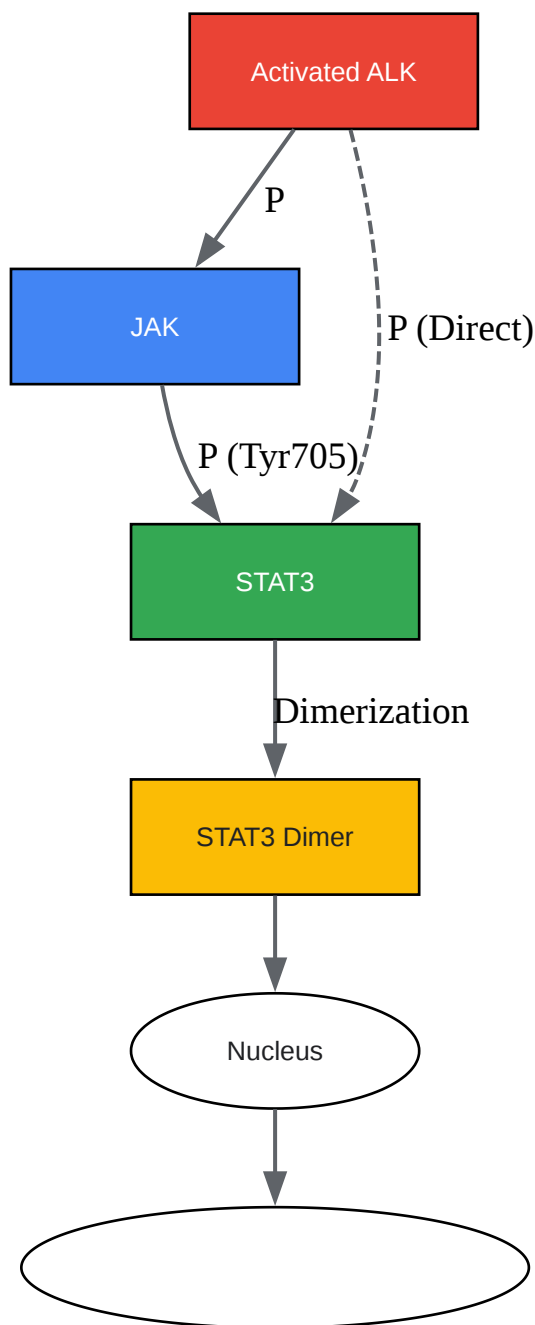 Activated ALK
P
JAK
P (Direct)
P (Tyr705)
STAT3
Dimerization
STAT3 Dimer
Nucleus